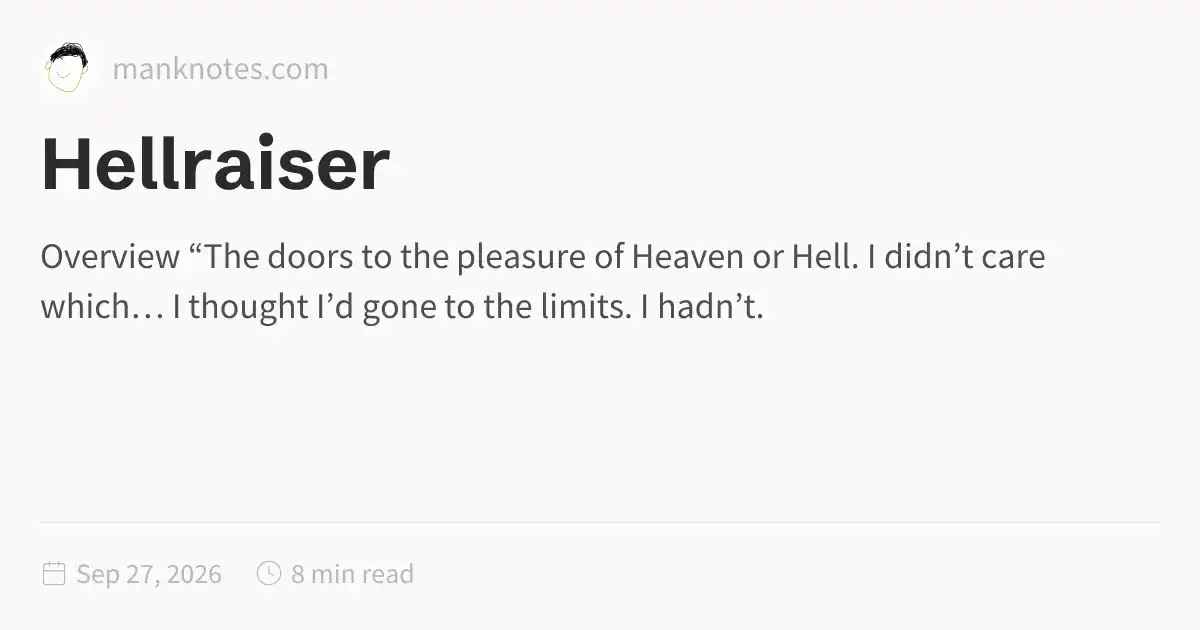 manknotes.com
Hellraiser
Overview “The doors to the pleasure of Heaven or Hell. I didn’t care
which… I thought I’d gone to the limits. I hadn’t.
Sep 27, 2026 8 min read